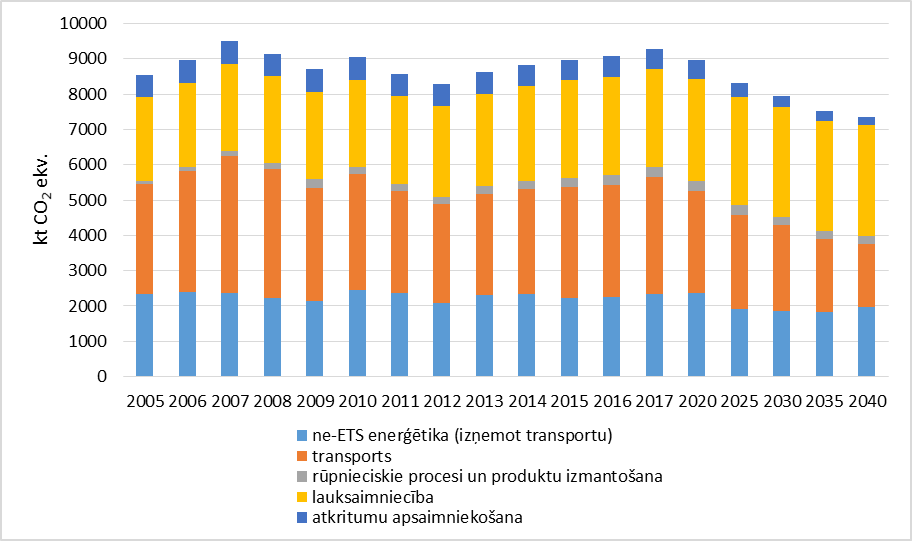 10000
9000
8000
7000
6000
5000
4000
3000
2000
1000
0
kt CO₂ ekv.
2005 2006 2007 2008 2009 2010 2011 2012 2013 2014 2015 2016 2017 2020 2025 2030 2035 2040
ne-ETS enerģētika (izņemot transportu)
transports
rūpnieciskie procesi un produktu izmantošana
lauksaimniecība
atkritumu apsaimniekošana